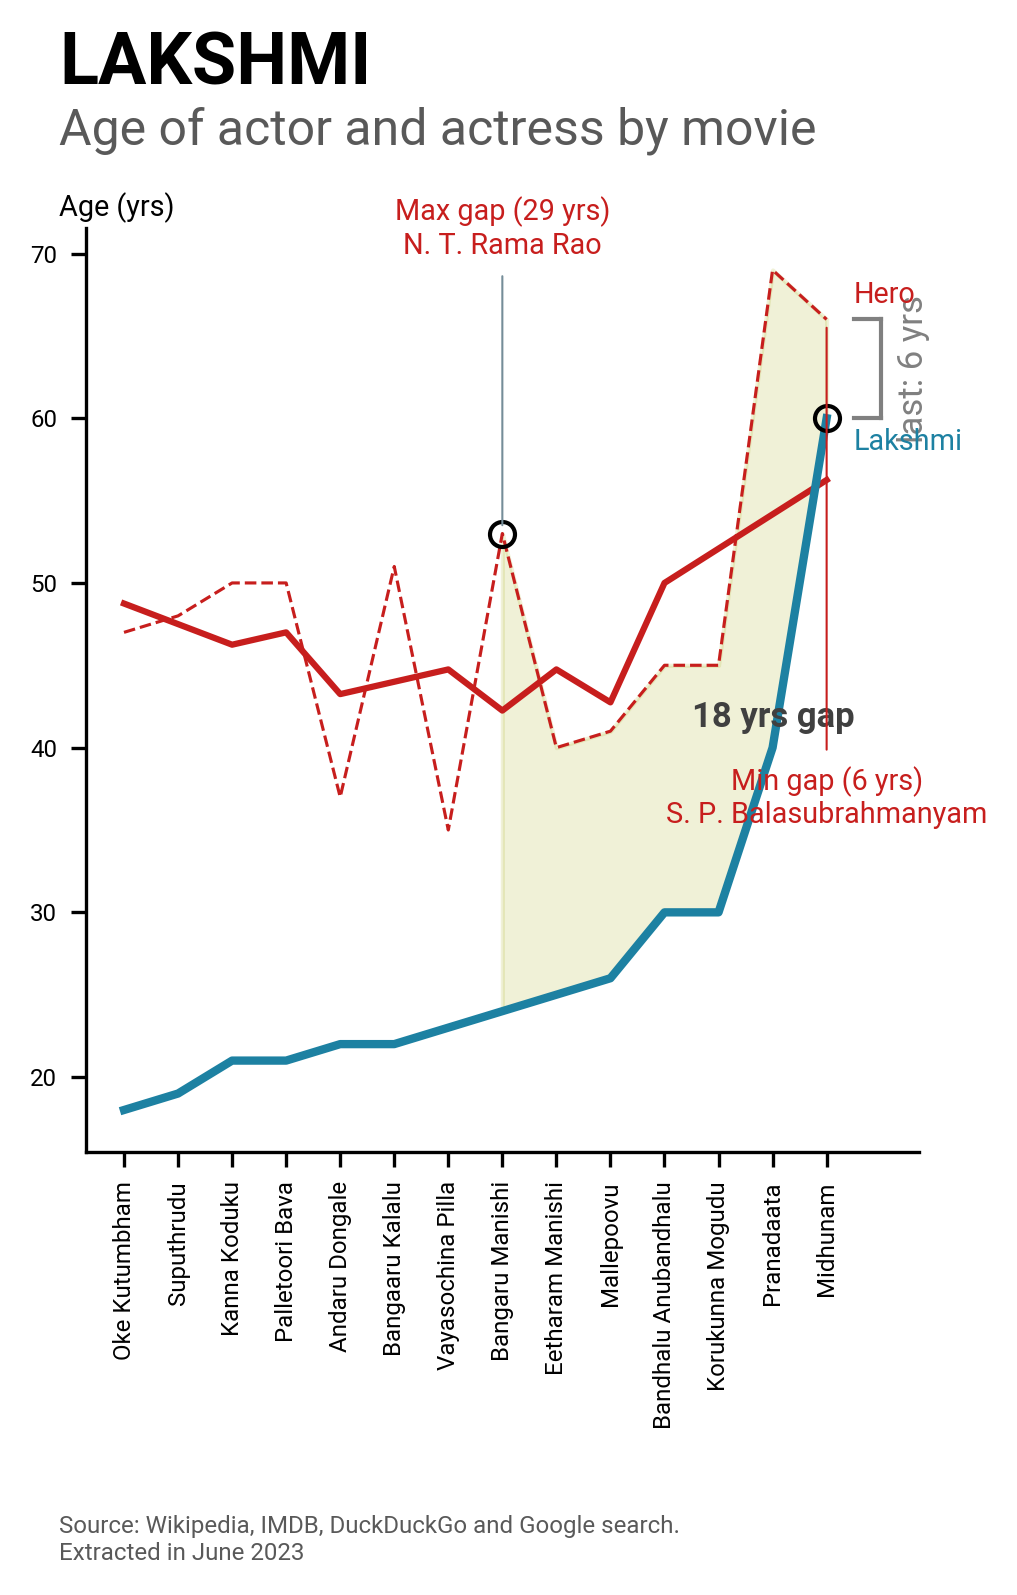 LAKSHMI
Age of actor and actress by movie
Age (yrs)
Max gap (29 yrs)
N. T. Rama Rao
70
60
50
40
30
20
Hero
last: 6 yrs
Lakshmi
18 yrs gap
Min gap (6 yrs)
S. P. Balasubrahmanyam
Oke Kutumbham
Suputhrudu
Kanna Koduku
Palletoori Bava
Andaru Dongale
Bangaaru Kalalu
Vayasochina Pilla
Bangaru Manishi
Eetharam Manishi
Mallepoovu
Bandhalu Anubandhalu
Korukunna Mogudu
Pranadaata
Midhunam
Source: Wikipedia, IMDB, DuckDuckGo and Google search.
Extracted in June 2023